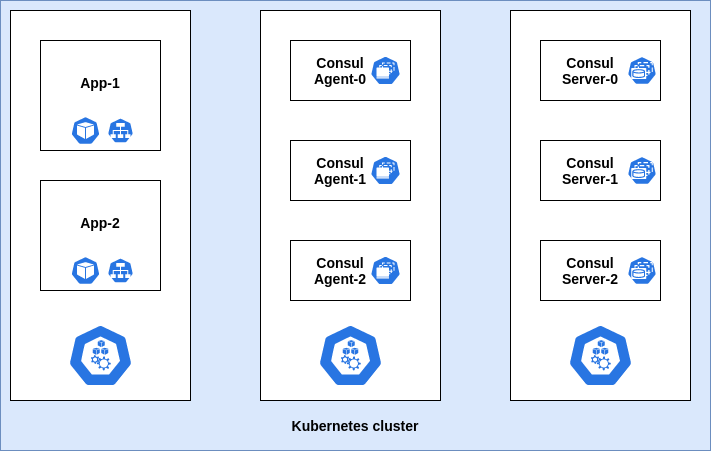 App-1
App-2
Consul
Agent-0
Consul
Agent-1
Consul
Agent-2
Consul
Server-0
Consul
Server-1
Consul
Server-2
Kubernetes cluster